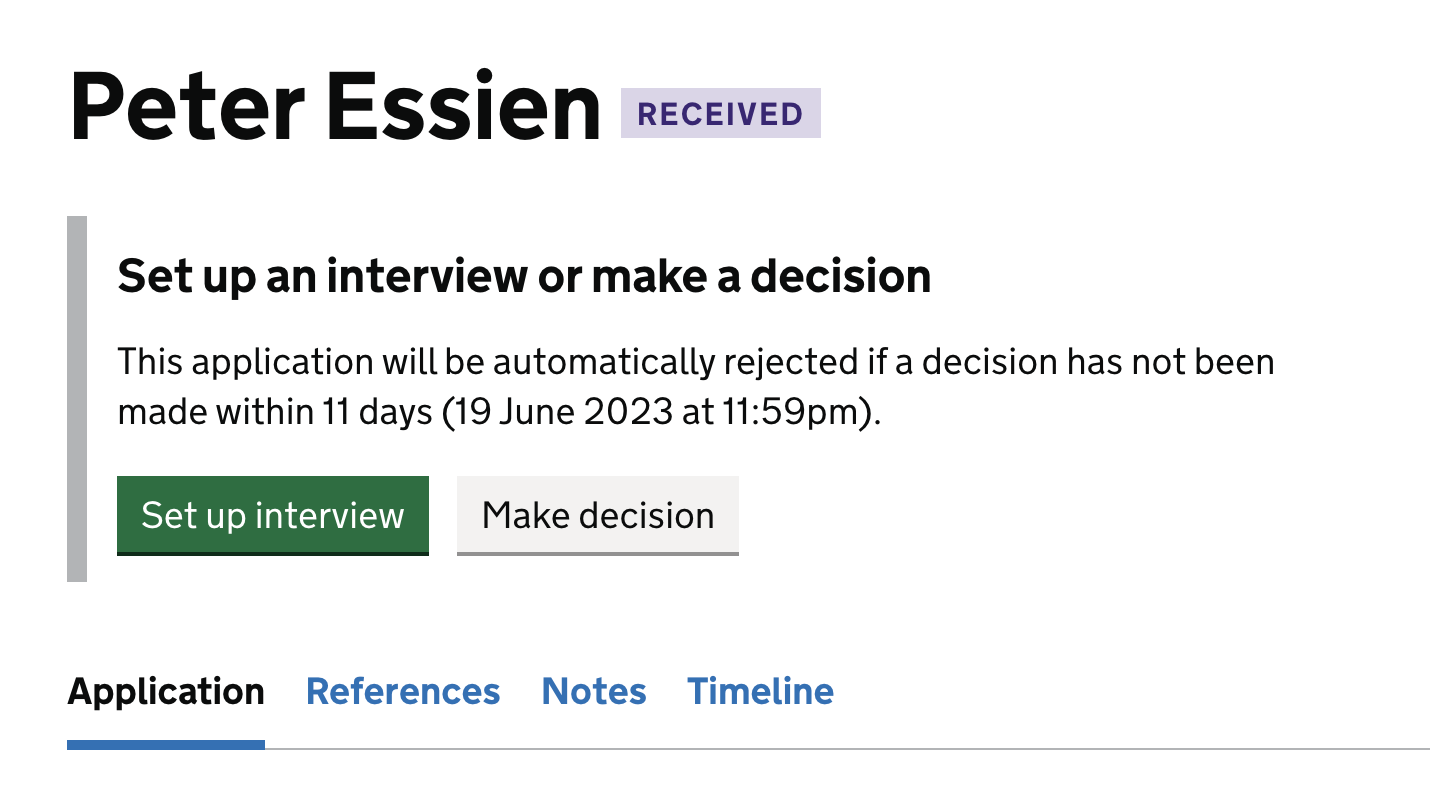 Peter Essien RECEIVED
Set up an interview or make a decision
This application will be automatically rejected if a decision has not been
made within 11 days (19 June 2023 at 11:59pm).
Set up interview Make decision
Application References Notes Timeline